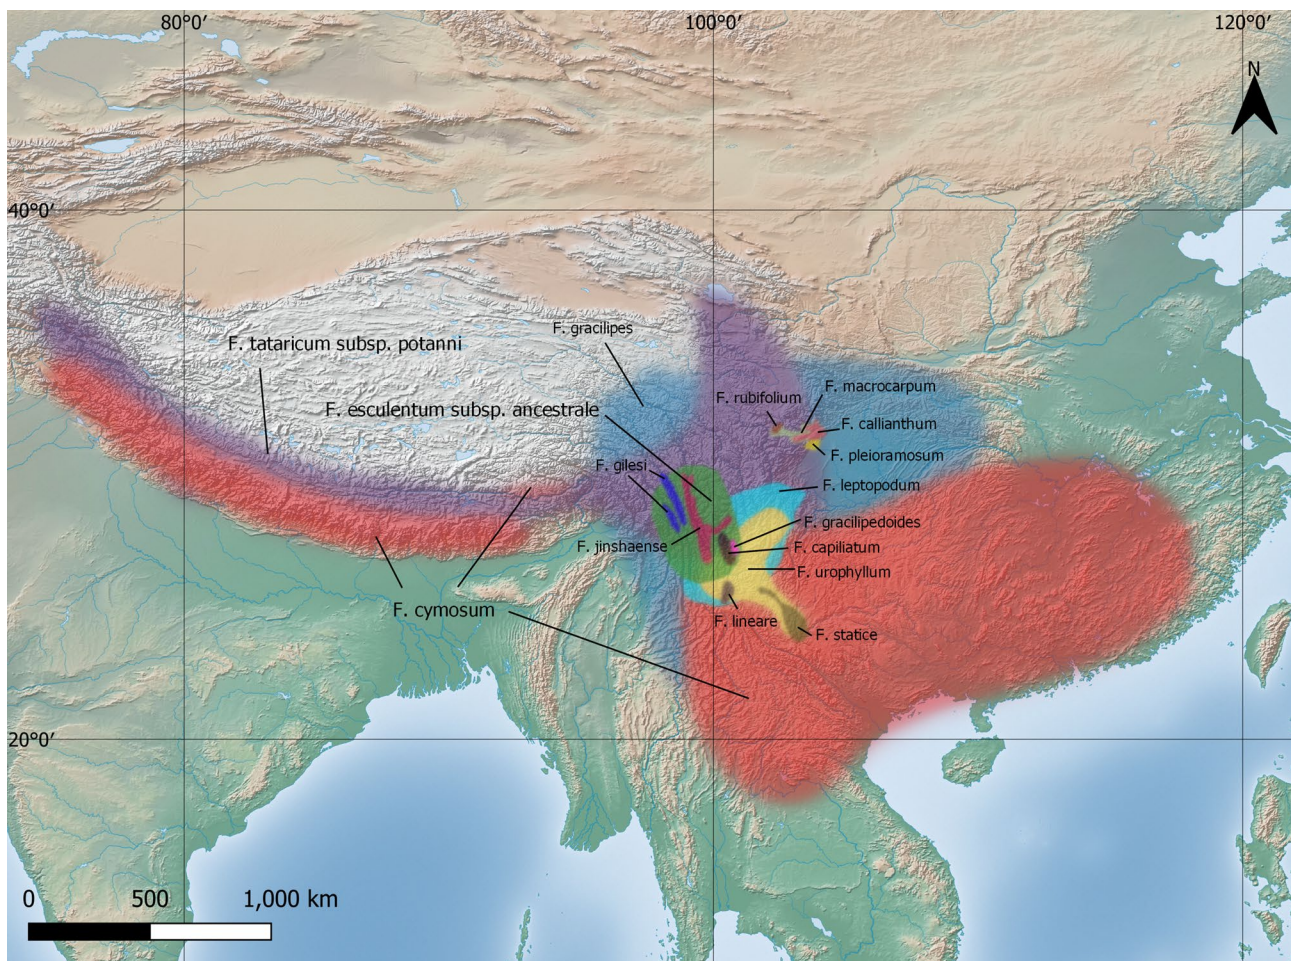 80°0′ 100°0′ 120°0′
N
40°0′
F. gracilipes
F. tataricum subsp. potanni
F. macrocarpum
F. rubifolium
F. esculentum subsp. ancestrale
F. callianthum
F. pleioramosum
F. gilesi
F. leptopodum
F. gracilipedoides
F. jinshaense
F. capiliatum
F. urophyllum
F. cymosum
F. lineare
F. statice
20°0′
0 500 1,000 km